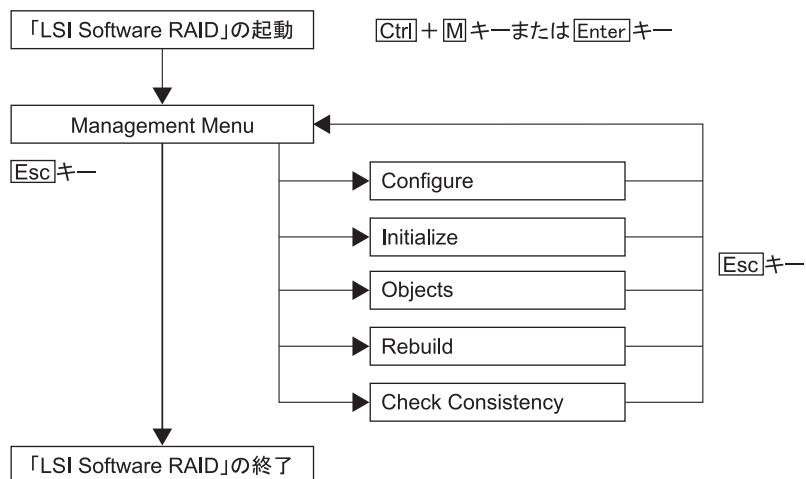 「LSI Software RAID」の起動
Ctrl + M キーまたは Enter キー
Management Menu
Esc キー
Configure
Initialize
Objects
Esc キー
Rebuild
Check Consistency
「LSI Software RAID」の終了